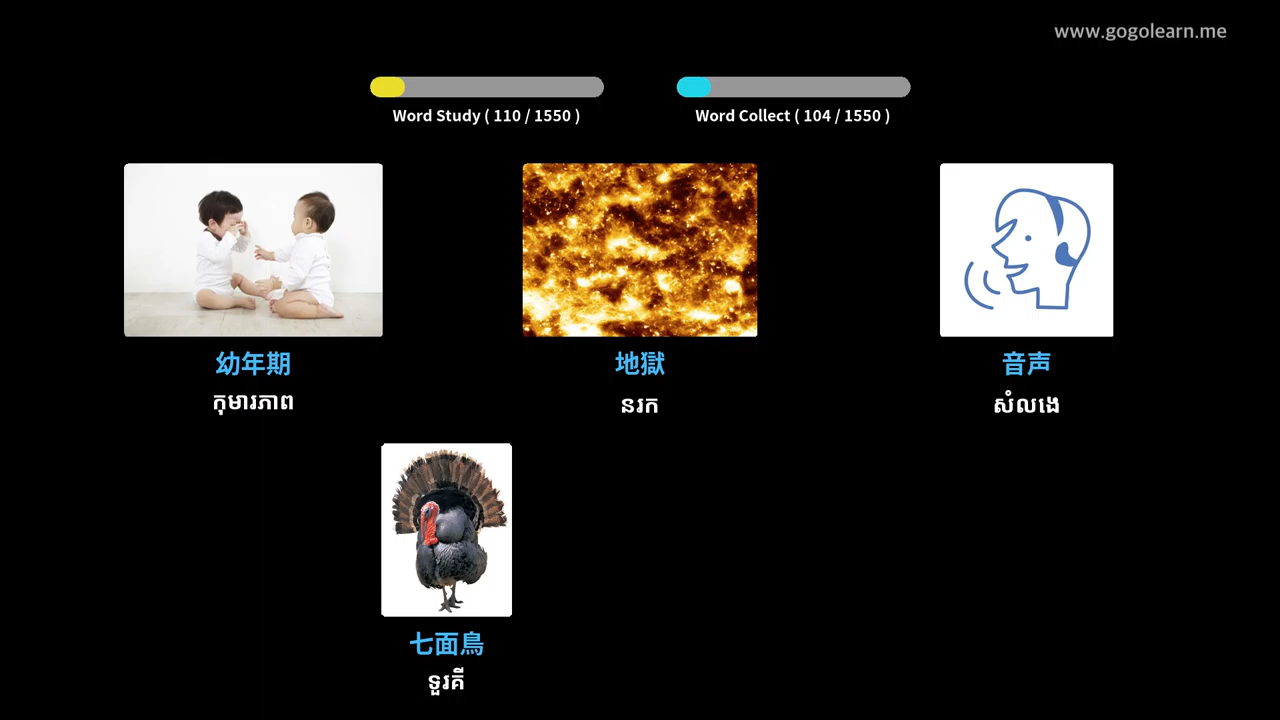 www.gogolearn.me
Word Study ( 110 / 1550 )
Word Collect ( 104 / 1550 )
幼年期
កុមារភាព
地獄
នរក
音声
សំលេង
七面鳥
ទួរគី